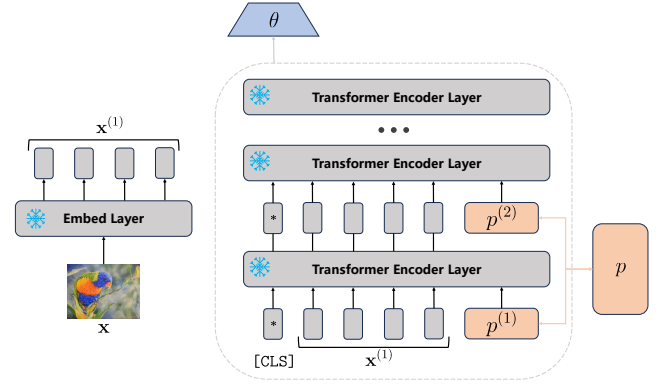 θ
Transformer Encoder Layer
x^(1)
...
Transformer Encoder Layer
Embed Layer
* p^(2)
Transformer Encoder Layer
p
x
* p^(1)
[CLS] x^(1)